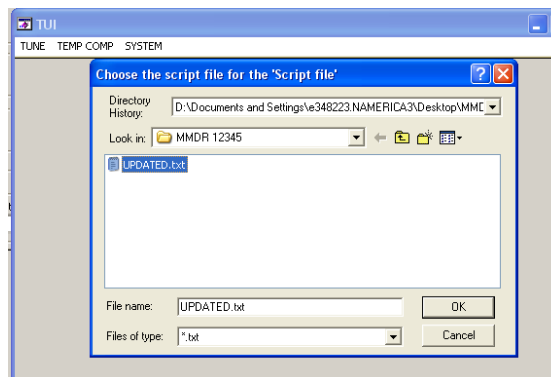 TUI
TUNE TEMP COMP SYSTEM
Choose the script file for the 'Script file'
Directory
History:
D:\Documents and Settings\e348223.NAMERICA3\Desktop\MMD
Look in: MMDR 12345
UPDATED.txt
File name: UPDATED.txt OK
Files of type: *.txt Cancel